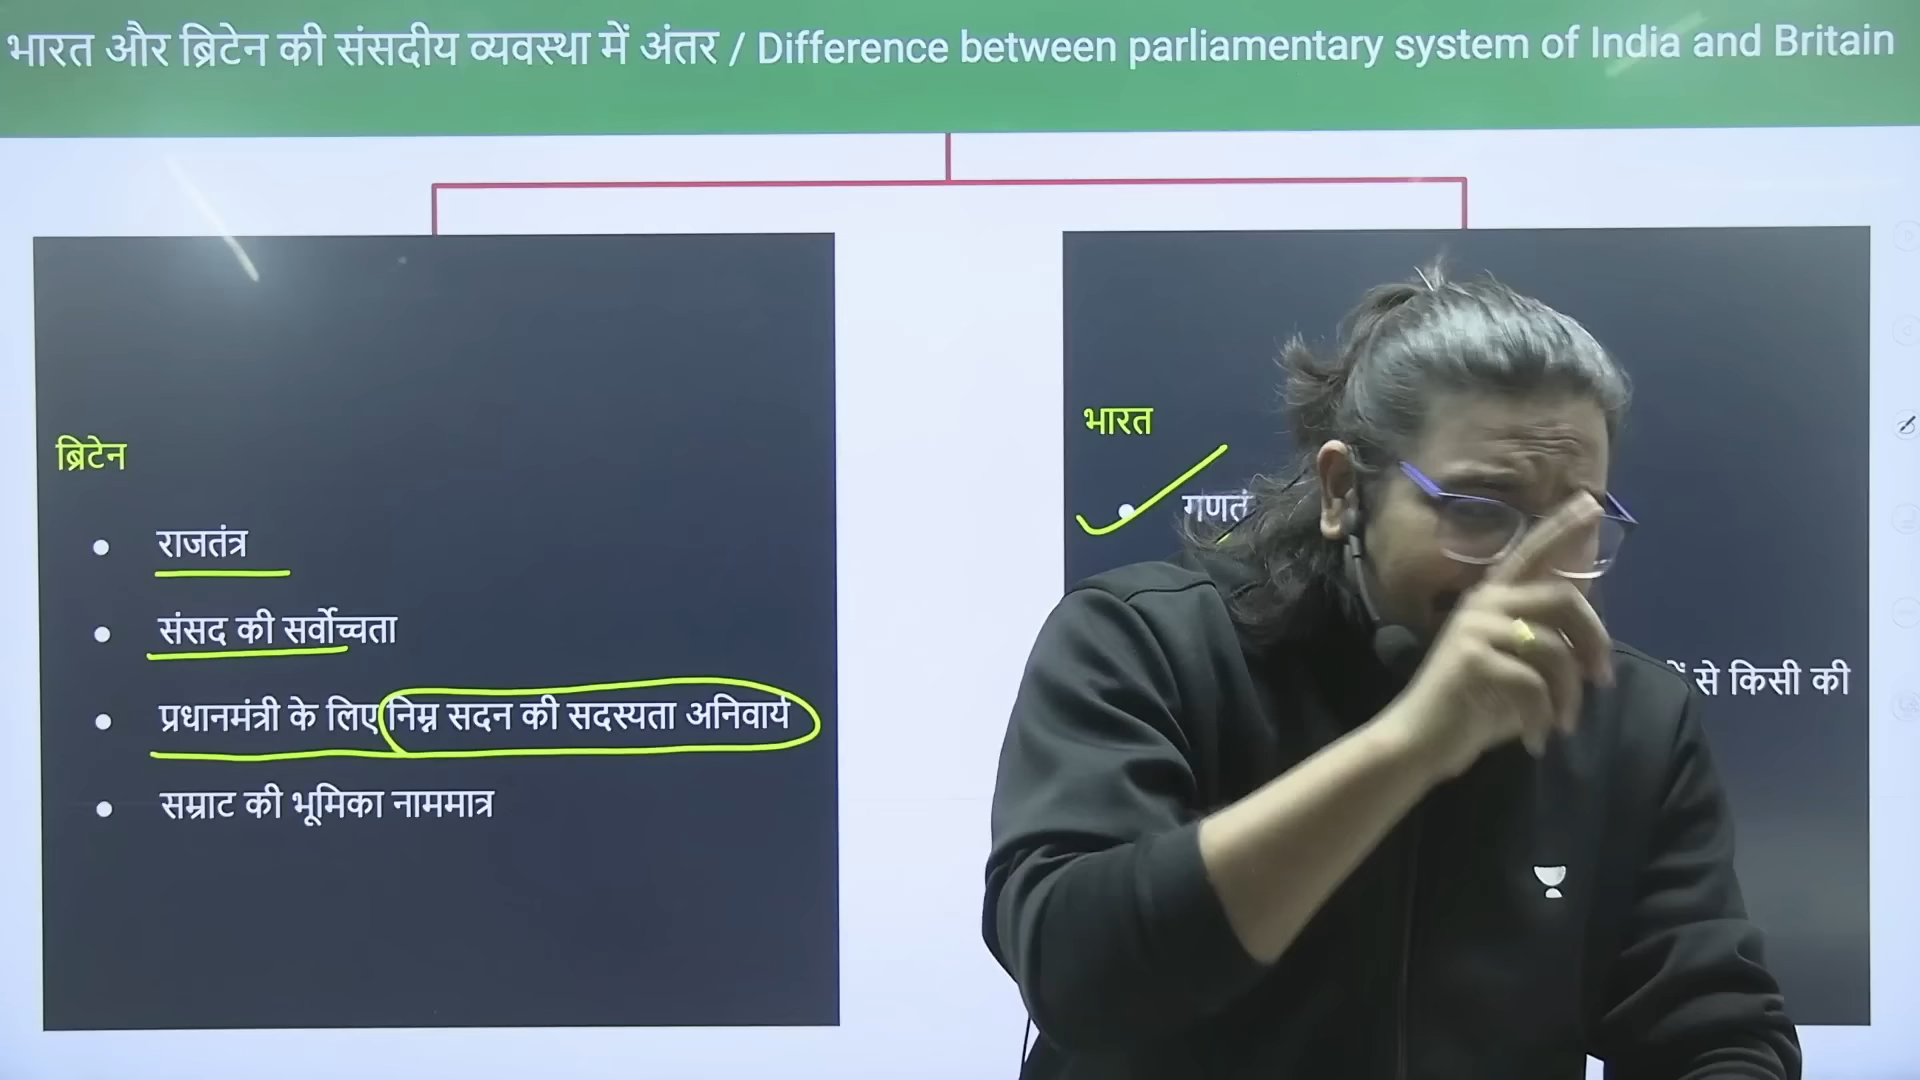 भारत और ब्रिटेन की संसदीय व्यवस्था में अंतर / Difference between parliamentary system of India and Britain
ब्रिटेन
राजतंत्र
संसद की सर्वोच्चता
प्रधानमंत्री के लिए निम्न सदन की सदस्यता अनिवार्य
सम्राट की भूमिका नाममात्र
भारत
से किसी की